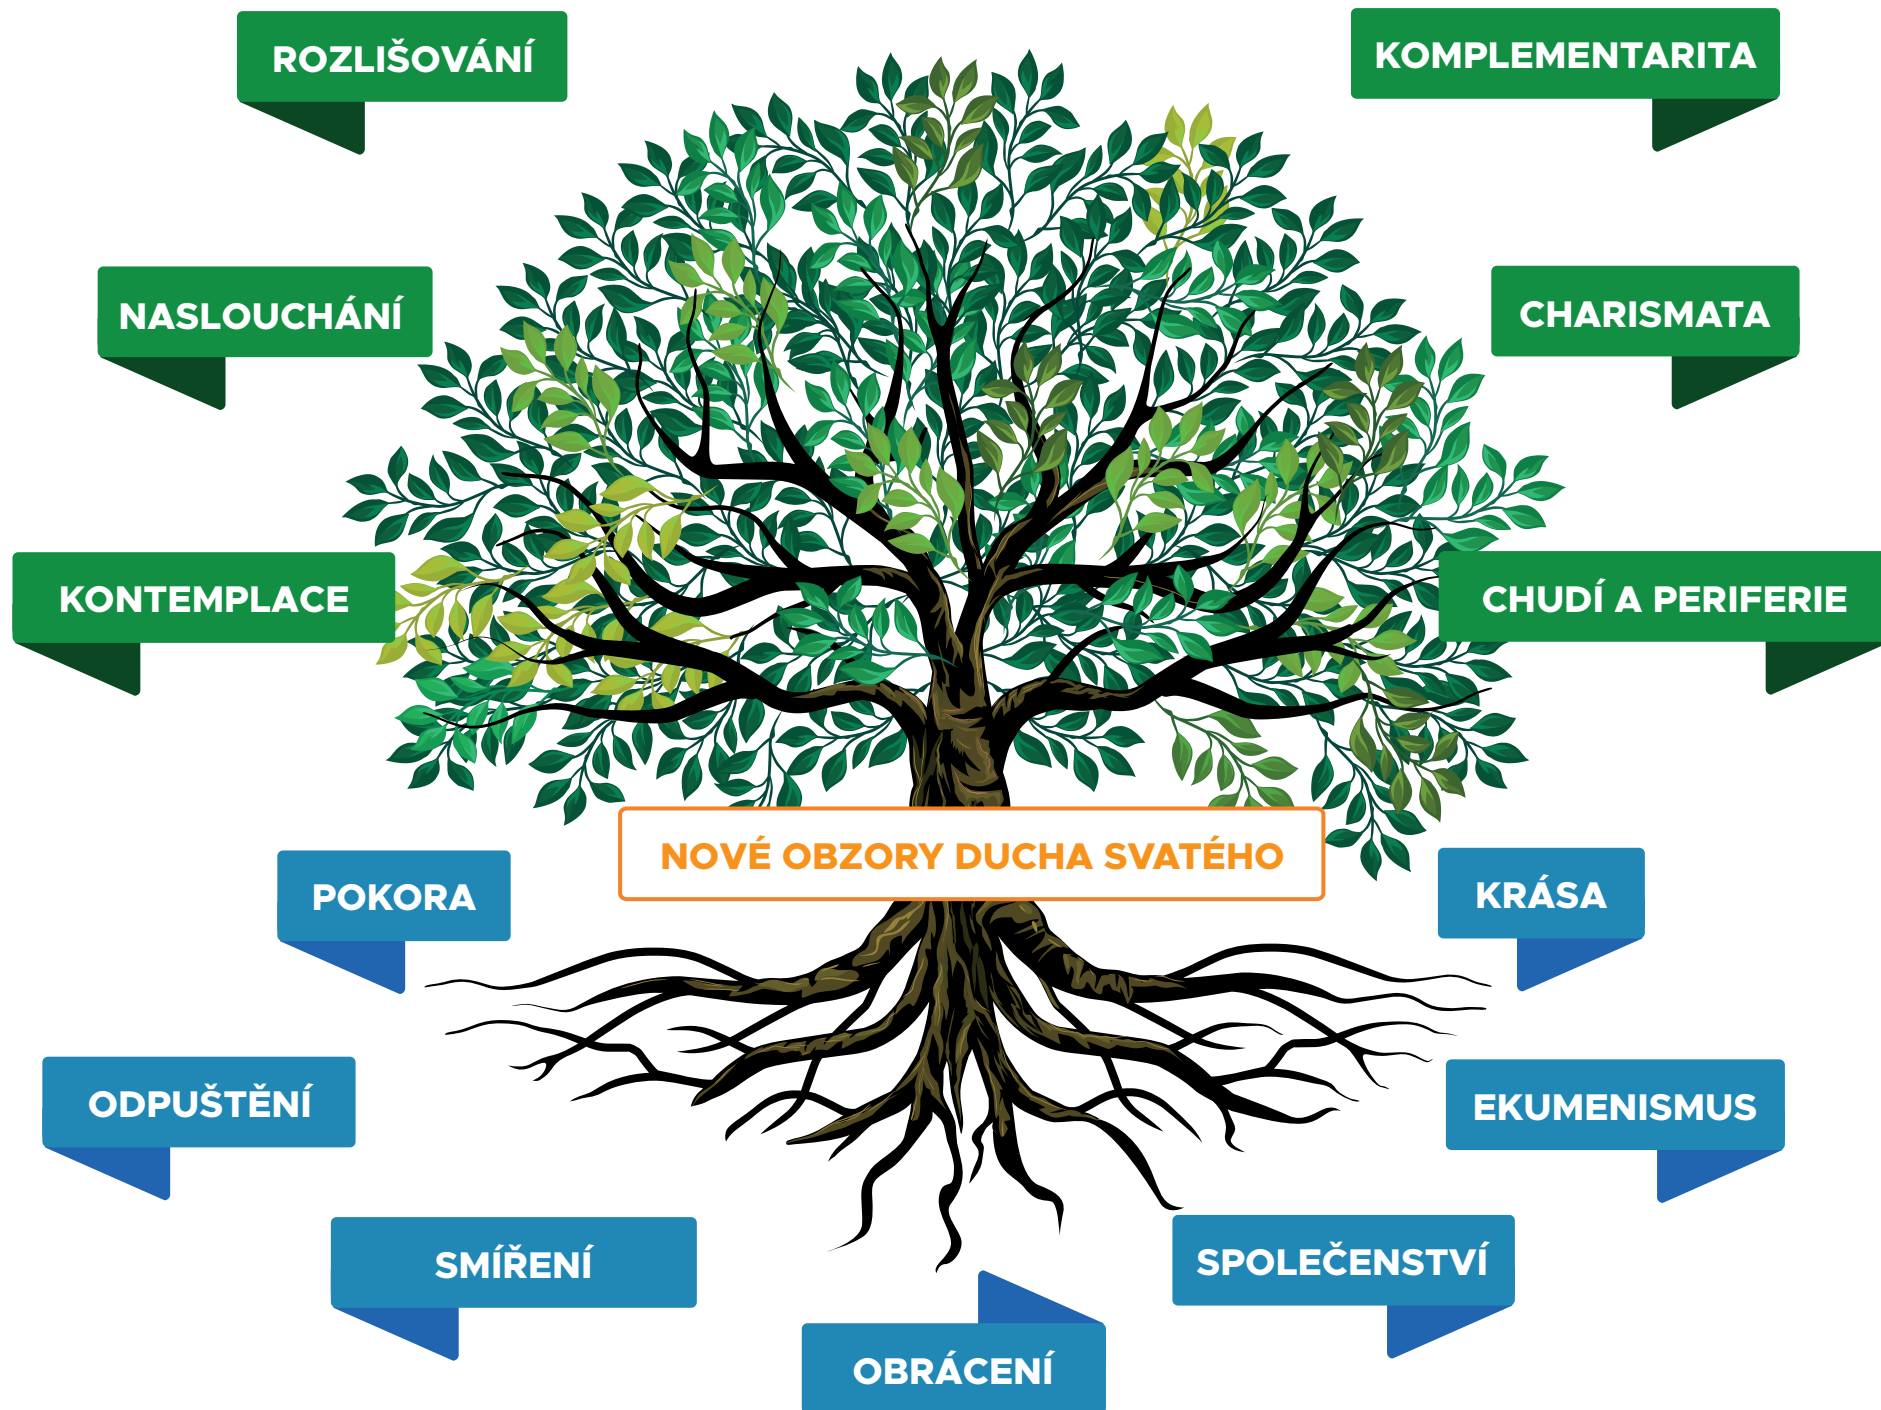 ROZLIŠOVÁNÍ
KOMPLEMENTARITA
NASLOUCHÁNÍ
CHARISMATA
KONTEMPLACE
CHUDÍ A PERIFERIE
NOVÉ OBZORY DUCHA SVATÉHO
POKORA
KRÁSA
ODPUŠTĚNÍ
EKUMENISMUS
SMÍŘENÍ
SPOLEČENSTVÍ
OBRÁCENÍ